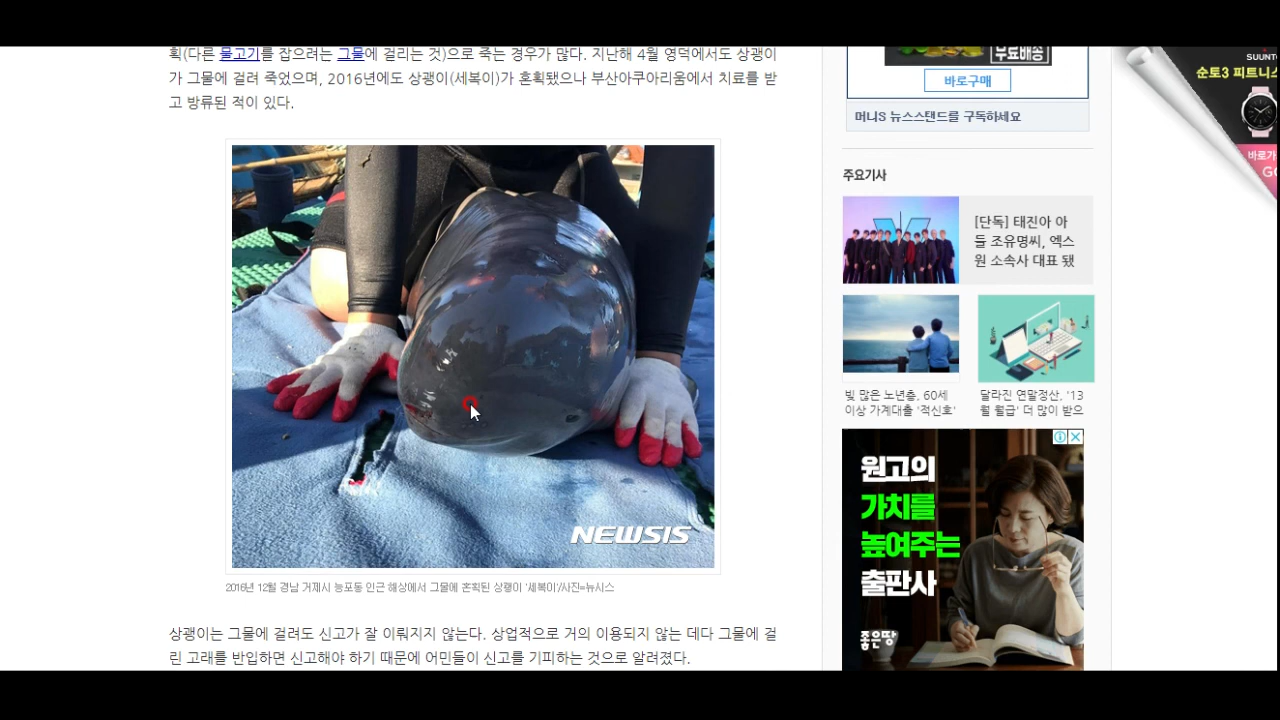 획(다른 물고기를 잡으려는 그물에 걸리는 것)으로 죽는 경우가 많다. 지난해 4월 영덕에서도 상괭이
가 그물에 걸려 죽었으며, 2016년에도 상괭이(세복이)가 혼획됐으나 부산아쿠아리움에서 치료를 받
고 방류된 적이 있다.
NEWSIS
2016년 12월 경남 거제시 능포동 인근 해상에서 그물에 혼획된 상괭이 '세복이'/사진=뉴시스
상괭이는 그물에 걸려도 신고가 잘 이뤄지지 않는다. 상업적으로 거의 이용되지 않는 데다 그물에 걸
린 고래를 반입하면 신고해야 하기 때문에 어민들이 신고를 기피하는 것으로 알려졌다.
무료배송
바로구매
머니S 뉴스스탠드를 구독하세요
주요기사
[단독] 태진아 아
들 조유명씨, 엑스
원 소속사 대표 됐
빚 많은 노년층, 60세
이상 가계대출 '적신호'
달라진 연말정산, '13
월 월급' 더 많이 받으
원고의
가치를
높여주는
출판사
좋은땅
SUUNTO
순토3 피트니스
바로가
GO